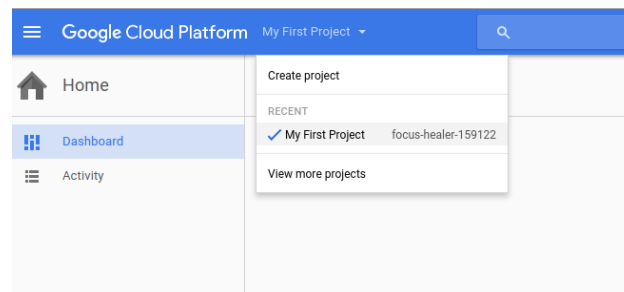 Google Cloud Platform My First Project
Home
Create project
RECENT
My First Project focus-healer-159122
Dashboard
Activity
View more projects